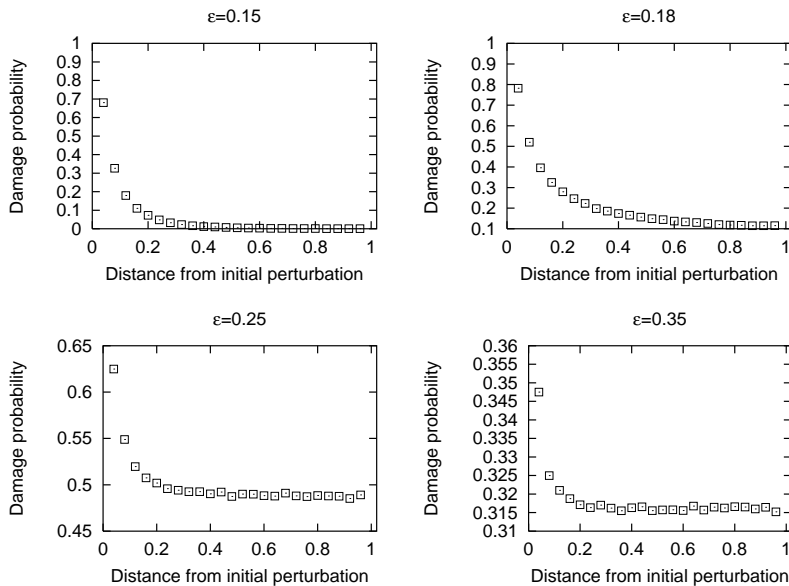 ε=0.15
Damage probability
1
0.9
0.8
0.7
0.6
0.5
0.4
0.3
0.2
0.1
0
0 0.2 0.4 0.6 0.8 1
Distance from initial perturbation
ε=0.18
Damage probability
1
0.9
0.8
0.7
0.6
0.5
0.4
0.3
0.2
0.1
0 0.2 0.4 0.6 0.8 1
Distance from initial perturbation
ε=0.25
Damage probability
0.65
0.6
0.55
0.5
0.45
0 0.2 0.4 0.6 0.8 1
Distance from initial perturbation
ε=0.35
Damage probability
0.36
0.355
0.35
0.345
0.34
0.335
0.33
0.325
0.32
0.315
0.31
0 0.2 0.4 0.6 0.8 1
Distance from initial perturbation